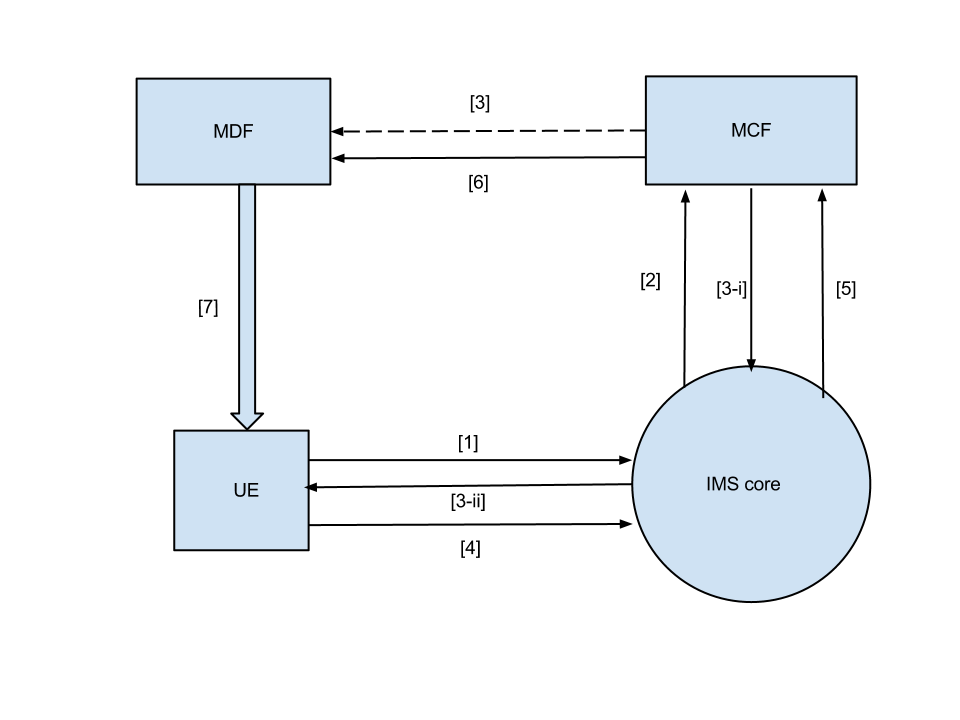 [3]
MDF
MCF
[6]
[2]
[3-i]
[5]
[7]
[1]
UE
IMS core
[3-ii]
[4]